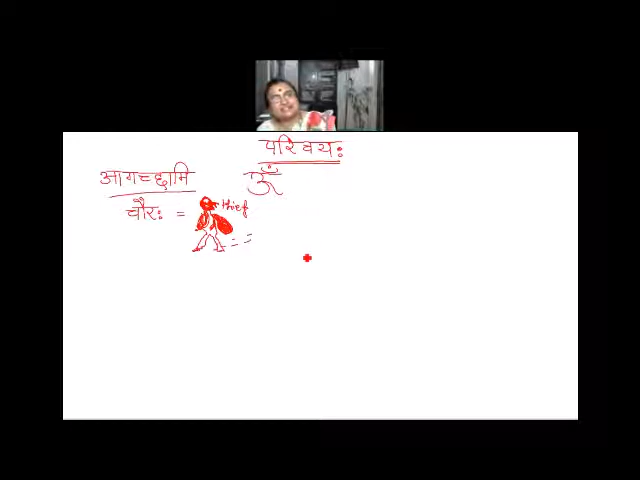 परिचयः
आगच्छामि ॐ
चौरः = thief